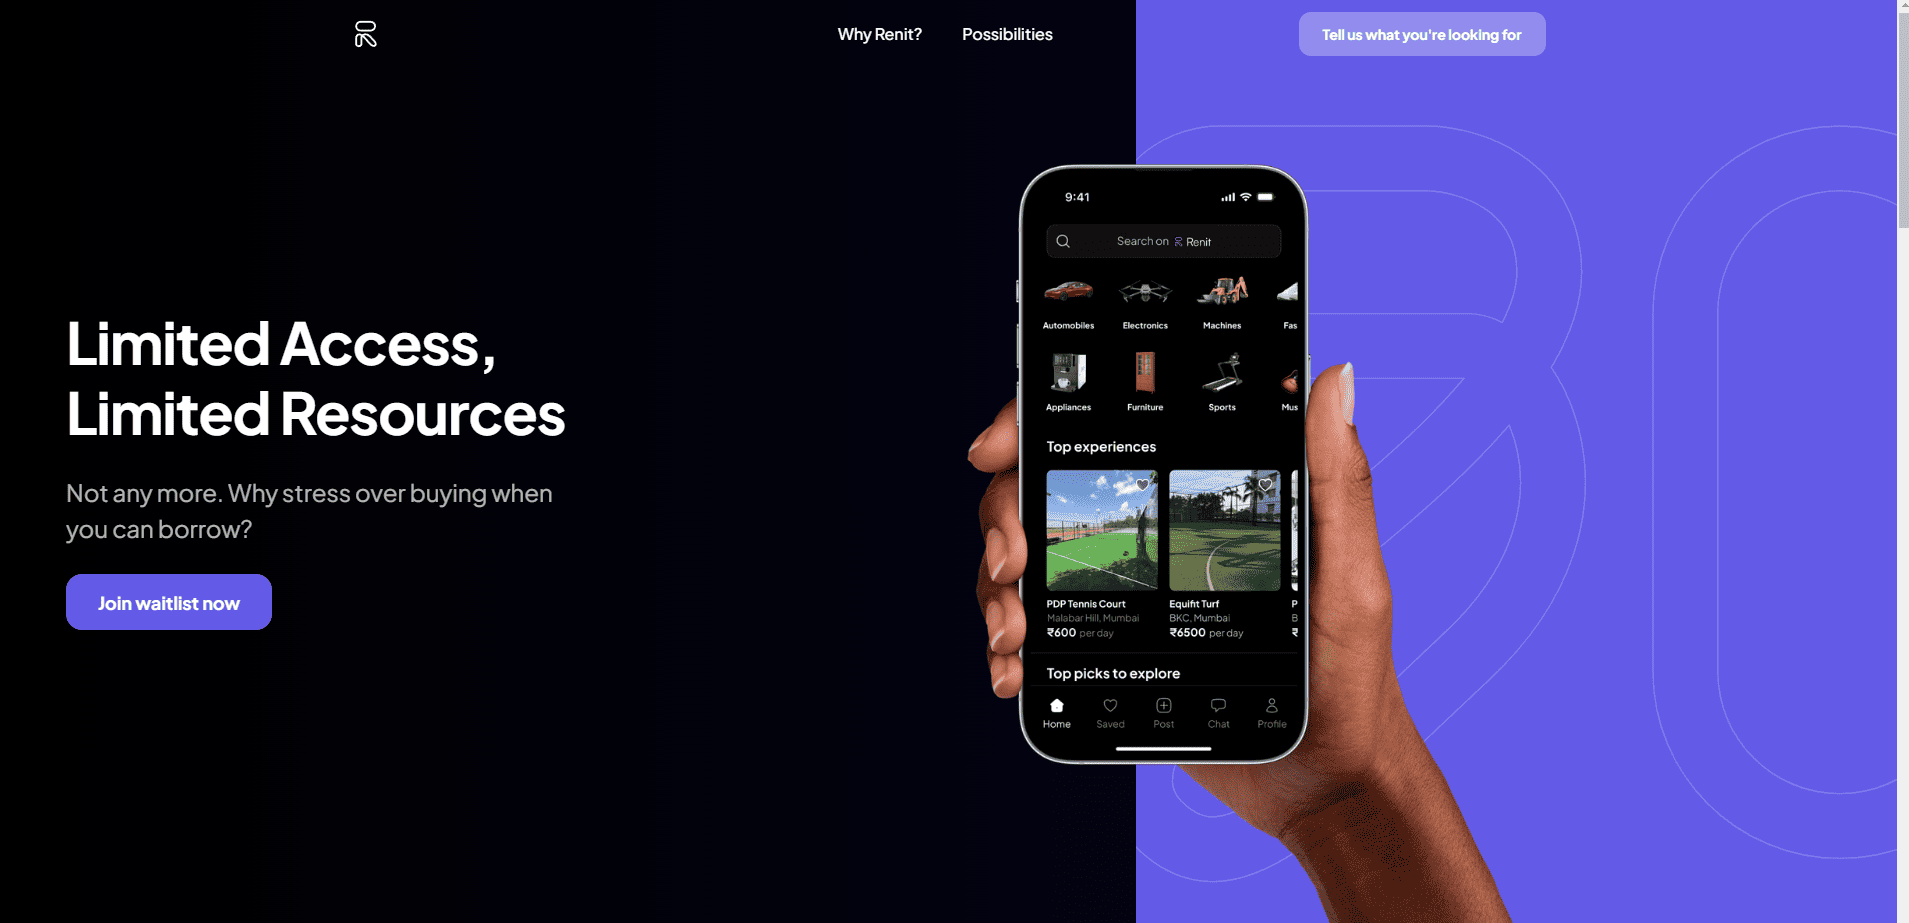 Why Renit?
Possibilities
Tell us what you're looking for
Limited Access,
Limited Resources
Not any more. Why stress over buying when
you can borrow?
Join waitlist now
9:41
Search on Renit
Automobiles
Electronics
Machines
Fas
Appliances
Furniture
Sports
Mus
Top experiences
PDP Tennis Court
Malabar Hill, Mumbai
₹600 per day
Equifit Turf
BKC, Mumbai
₹6500 per day
P
B
₹
Top picks to explore
Home
Saved
Post
Chat
Profile